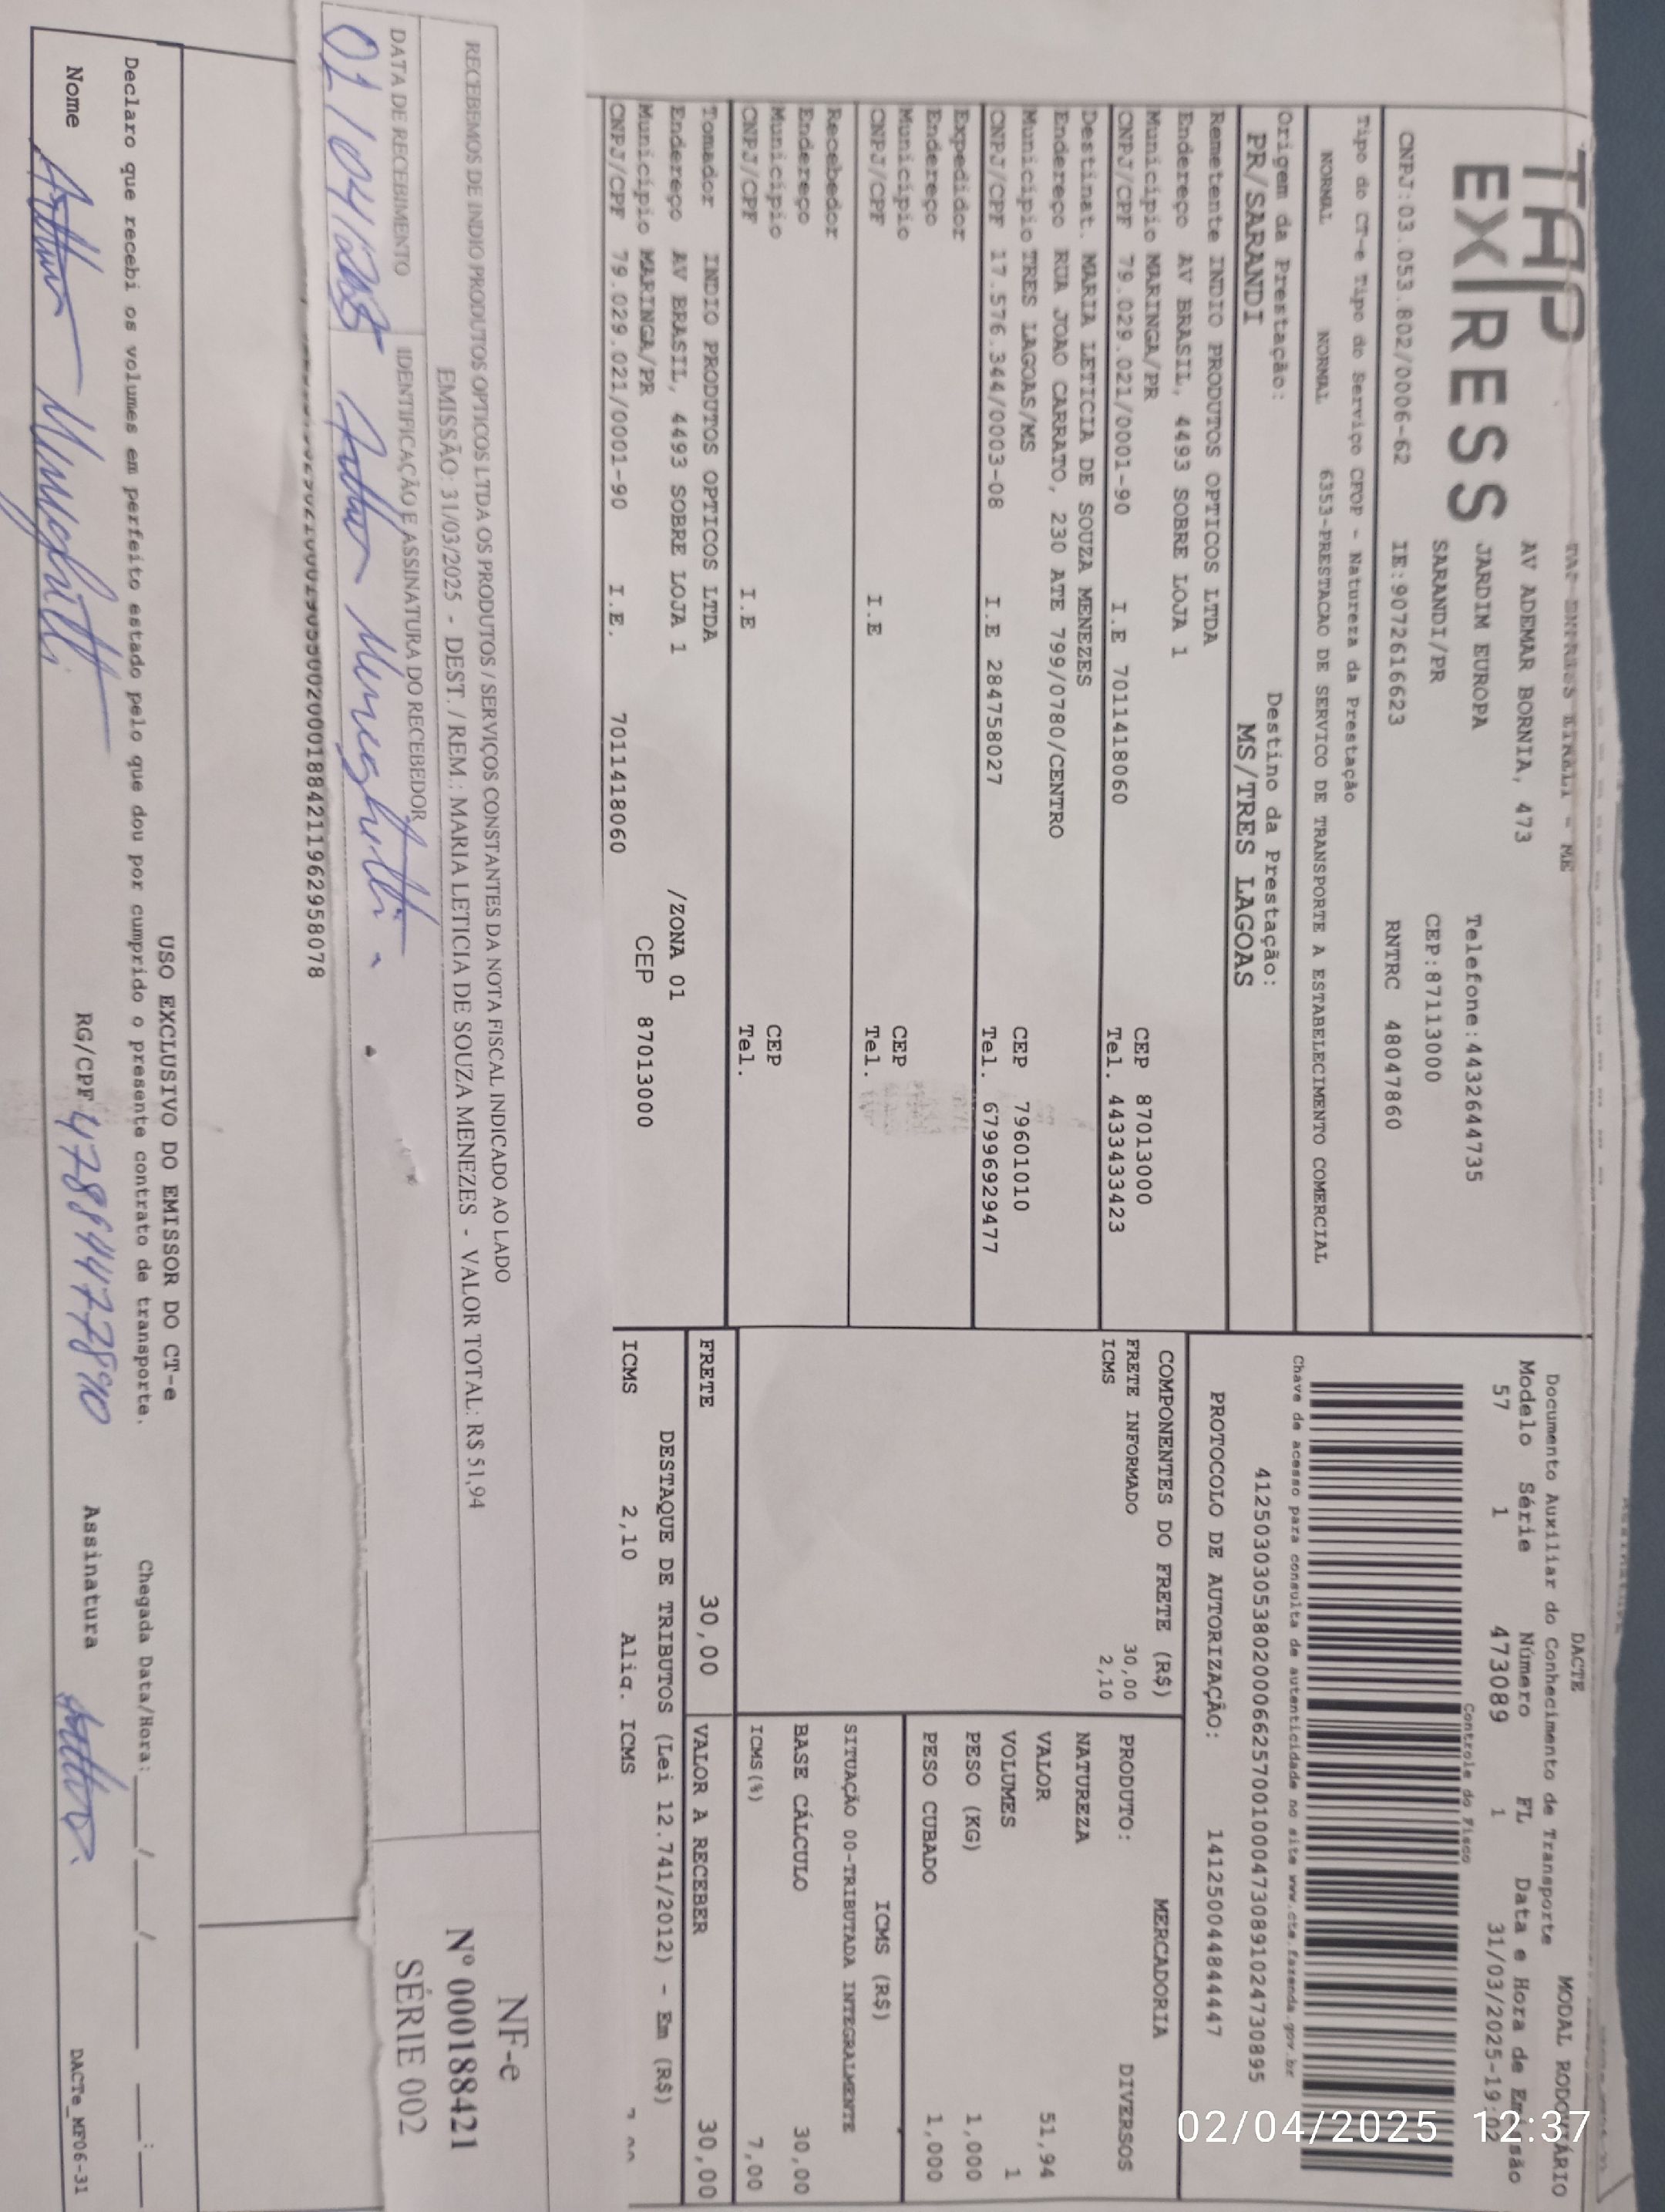 TAP
EXPRESS
AV ADEMAR BORNIA, 473
JARDIM EUROPA Telefone:4432644735
SARANDI/PR CEP:87113000
CNPJ:03.053.802/0006-62 IE:9072616623 RNTRC 48047860
Tipo do CT-e Tipo do Serviço CFOP - Natureza da Prestação
NORMAL NORMAL 6353-PRESTACAO DE SERVICO DE TRANSPORTE A ESTABELECIMENTO COMERCIAL
Origem da Prestação: Destino da Prestação:
PR/SARANDI MS/TRES LAGOAS
Remetente INDIO PRODUTOS OPTICOS LTDA
Endereço AV BRASIL, 4493 SOBRE LOJA 1
Municipio MARINGA/PR CEP 87013000
CNPJ/CPF 79.029.021/0001-90 I.E 7011418060 Tel. 443343​3423
Destinat. MARIA LETICIA DE SOUZA MENEZES
Endereço RUA JOAO CARRATO, 230 ATE 799/0780/CENTRO
Municipio TRES LAGOAS/MS CEP 79601010
CNPJ/CPF 17.576.344/0003-08 I.E 284758027 Tel. 67996929477
Expedidor
Endereço
Municipio CEP
CNPJ/CPF I.E Tel.
Recebedor
Endereço
Municipio CEP
CNPJ/CPF I.E Tel.
Tomador INDIO PRODUTOS OPTICOS LTDA
Endereço AV BRASIL, 4493 SOBRE LOJA 1 /ZONA 01
Municipio MARINGA/PR CEP 87013000
CNPJ/CPF 79.029.021/0001-90 I.E. 7011418060
DACTE MODAL RODOVIÁRIO
Documento Auxiliar do Conhecimento de Transporte
Modelo Série Número FL Data e Hora de Emissão
57 1 473089 1 31/03/2025-19:02
Controle do Fisco
Chave de acesso para consulta de autenticidade no site www.cte.fazenda.gov.br
41250303053802000662570010004730891024730895
PROTOCOLO DE AUTORIZAÇÃO: 141250044844447
COMPONENTES DO FRETE (R$)
FRETE INFORMADO 30,00
ICMS 2,10
MERCADORIA
PRODUTO: DIVERSOS
NATUREZA
VALOR 51,94
VOLUMES 1
PESO (KG) 1,000
PESO CUBADO 1,000
ICMS (R$)
SITUAÇÃO 00-TRIBUTADA INTEGRALMENTE
BASE CÁLCULO 30,00
ICMS(%) 7,00
FRETE 30,00 VALOR A RECEBER 30,00
DESTAQUE DE TRIBUTOS (Lei 12.741/2012) - Em (R$)
ICMS 2,10 Aliq. ICMS
RECEBEMOS DE INDIO PRODUTOS OPTICOS LTDA OS PRODUTOS / SERVIÇOS CONSTANTES DA NOTA FISCAL INDICADO AO LADO
EMISSÃO: 31/03/2025 - DEST. / REM.: MARIA LETICIA DE SOUZA MENEZES - VALOR TOTAL: R$ 51,94
DATA DE RECEBIMENTO IDENTIFICAÇÃO E ASSINATURA DO RECEBEDOR
NF-e
Nº 000188421
SÉRIE 002
USO EXCLUSIVO DO EMISSOR DO CT-e
Declaro que recebi os volumes em perfeito estado pelo que dou por cumprido o presente contrato de transporte. Chegada Data/Hora: ____/____/______ ____:____
Nome RG/CPF 47884477890 Assinatura
DACTe_MF06-31
02/04/2025 12:37